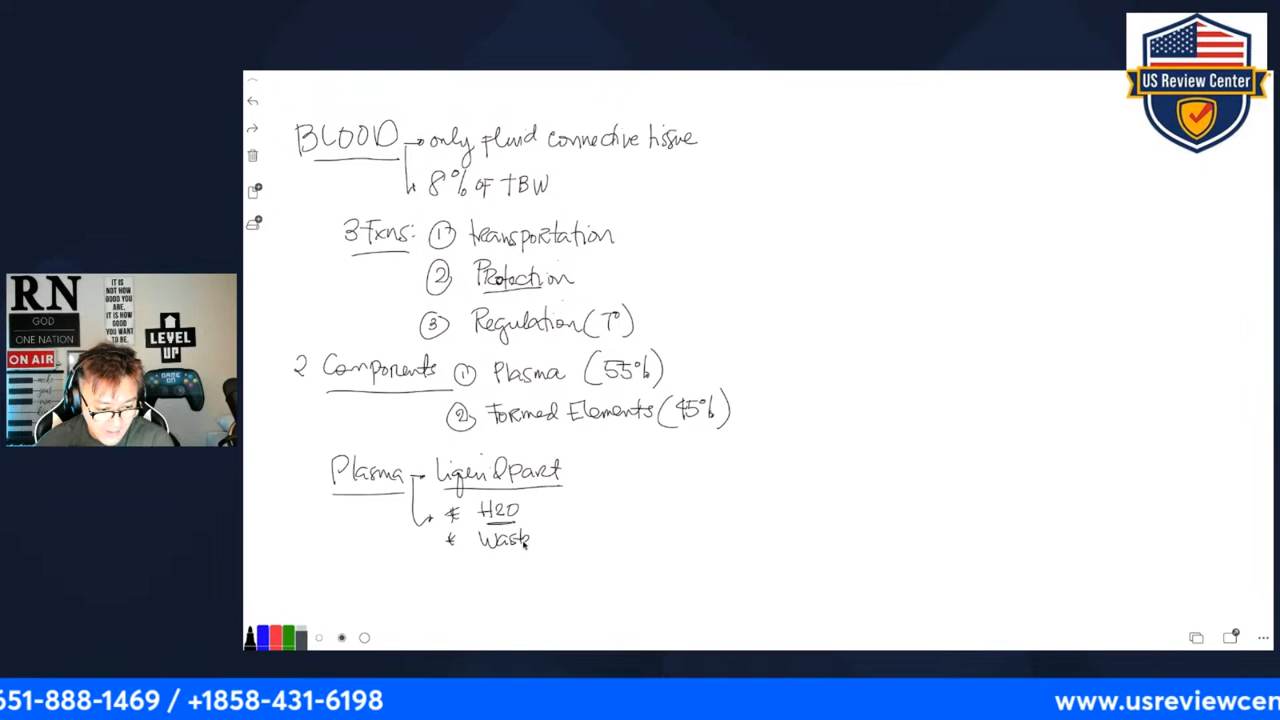 US Review Center
BLOOD only fluid connective tissue
8% OF TBW
3 Fxns: ① transportation
② Protection
③ Regulation (T°)
2 Components ① Plasma (55%)
② Formed Elements (45%)
Plasma liquid part
* H2O
* Wast
RN
GOD
ONE NATION
ON AIR
IT IS
NOT HOW
GOOD YOU
ARE,
IT IS HOW
GOOD YOU
WANT
TO BE.
LEVEL
UP
GAME
ON
651-888-1469 / +1858-431-6198
www.usreviewcen